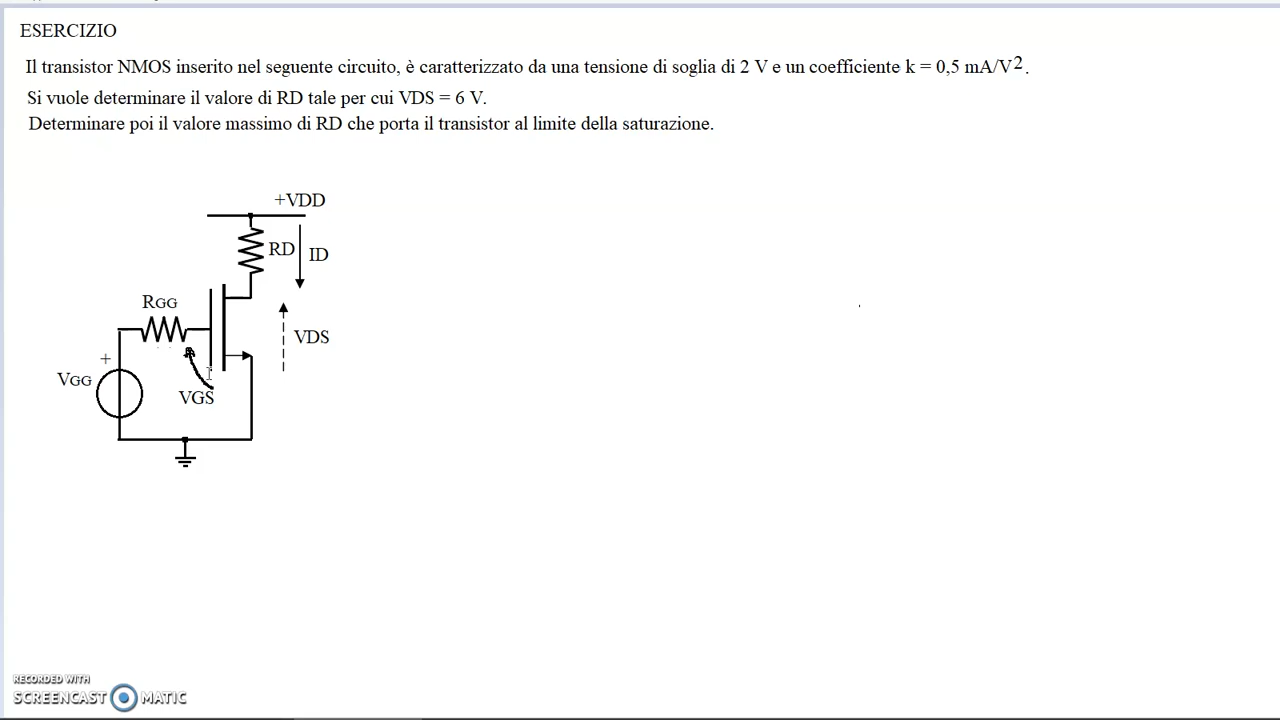 ESERCIZIO
Il transistor NMOS inserito nel seguente circuito, è caratterizzato da una tensione di soglia di 2 V e un coefficiente k = 0,5 mA/V2.
Si vuole determinare il valore di RD tale per cui VDS = 6 V.
Determinare poi il valore massimo di RD che porta il transistor al limite della saturazione.
+VDD
RD
ID
RGG
VDS
+
VGG
VGS
RECORDED WITH
SCREENCAST MATIC